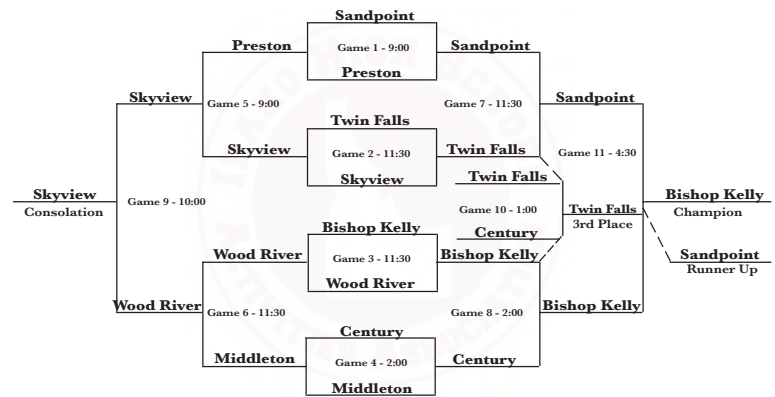 Sandpoint
Preston
Game 1 - 9:00
Sandpoint
Preston
Skyview
Game 5 - 9:00
Game 7 - 11:30
Sandpoint
Twin Falls
Skyview
Game 2 - 11:30
Twin Falls
Game 11 - 4:30
Skyview
Twin Falls
Skyview
Consolation
Game 9 - 10:00
Game 10 - 1:00
Twin Falls
3rd Place
Bishop Kelly
Champion
Bishop Kelly
Century
Wood River
Game 3 - 11:30
Bishop Kelly
Sandpoint
Runner Up
Wood River
Wood River
Game 6 - 11:30
Game 8 - 2:00
Bishop Kelly
Century
Middleton
Game 4 - 2:00
Century
Middleton